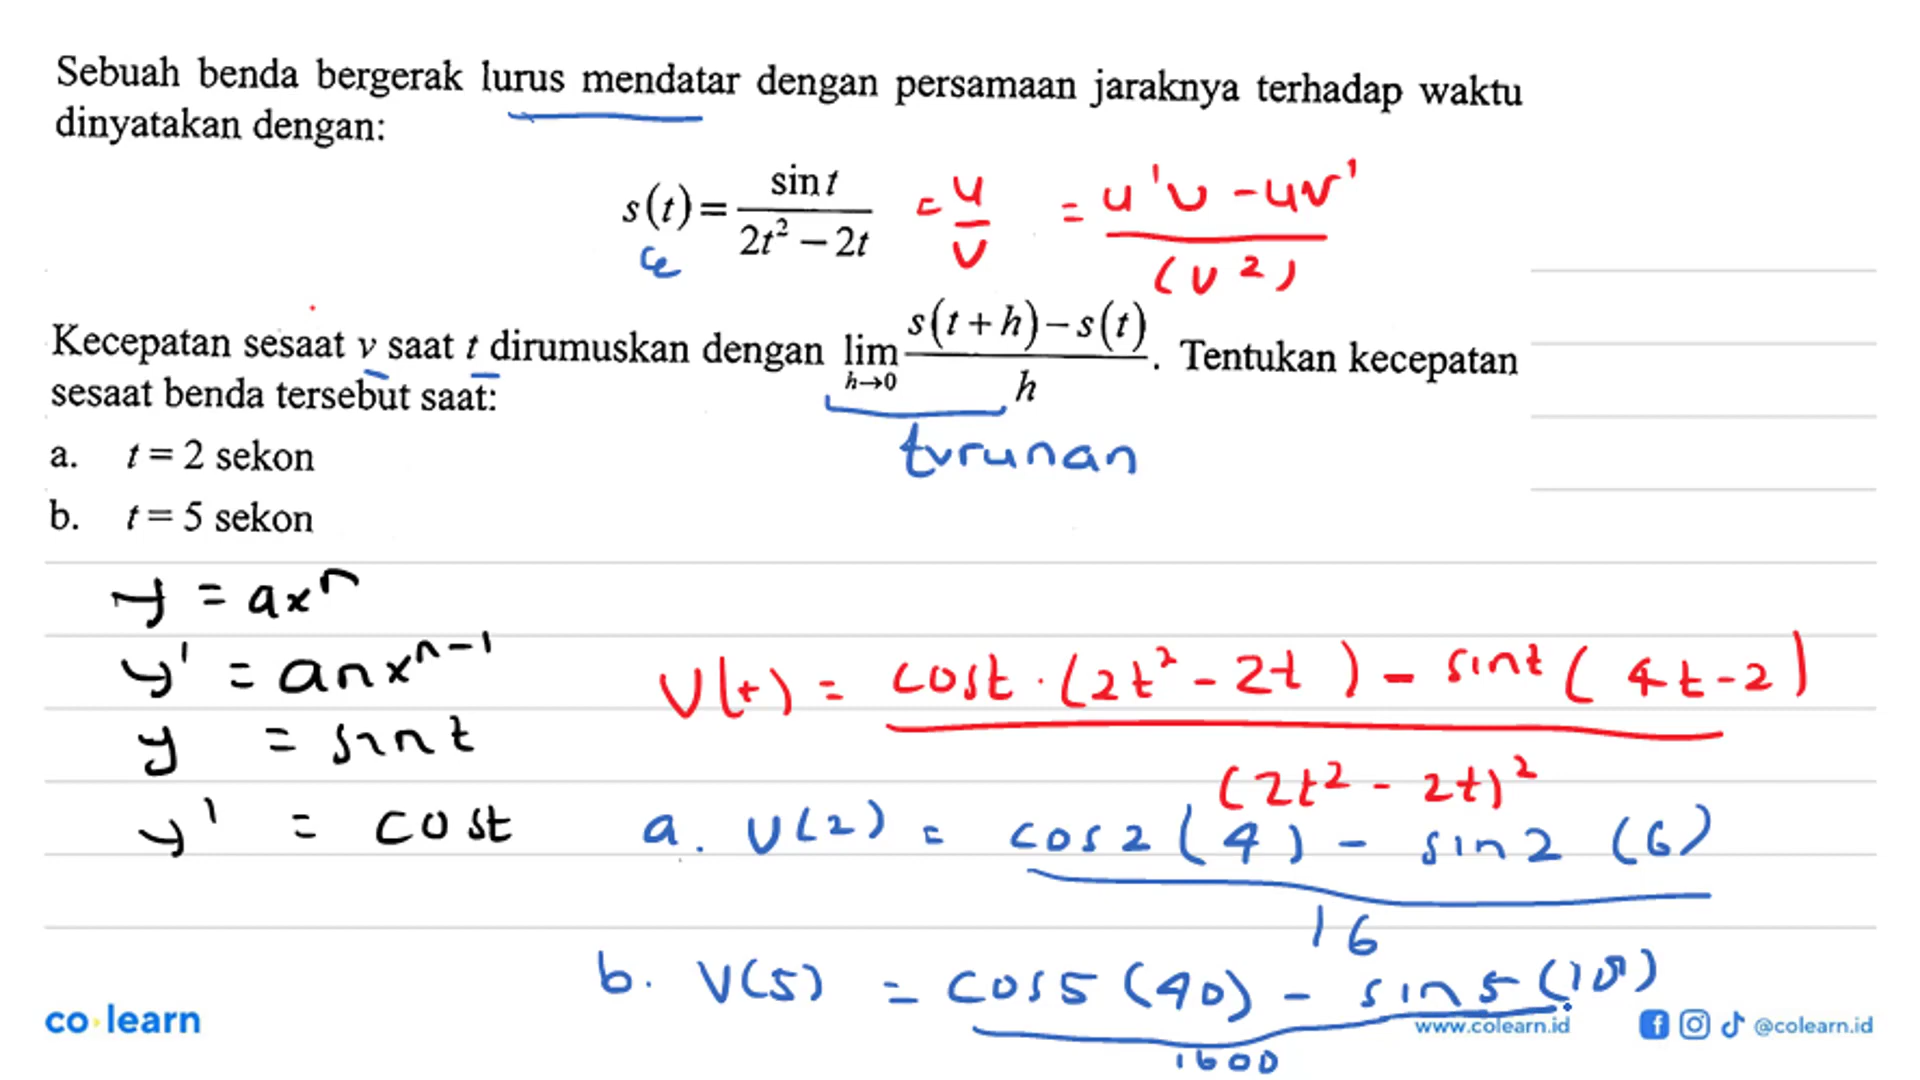 Sebuah benda bergerak lurus mendatar dengan persamaan jaraknya terhadap waktu
dinyatakan dengan:
s(t) = sin t / (2t² − 2t) = u/v = u'v − uv' / (v²)
Kecepatan sesaat v saat t dirumuskan dengan lim h→0 s(t+h) − s(t) / h. Tentukan kecepatan
sesaat benda tersebut saat:
turunan
a. t = 2 sekon
b. t = 5 sekon
y = axⁿ
y' = anxⁿ⁻¹
y = sin t
y' = cos t
V(t) = cos t · (2t² − 2t) − sin t (4t − 2) / (2t² − 2t)²
a. v(2) = cos 2 (4) − sin 2 (6) / 16
b. v(5) = cos 5 (40) − sin 5 (18) / 1600
co learn
www.colearn.id
@colearn.id